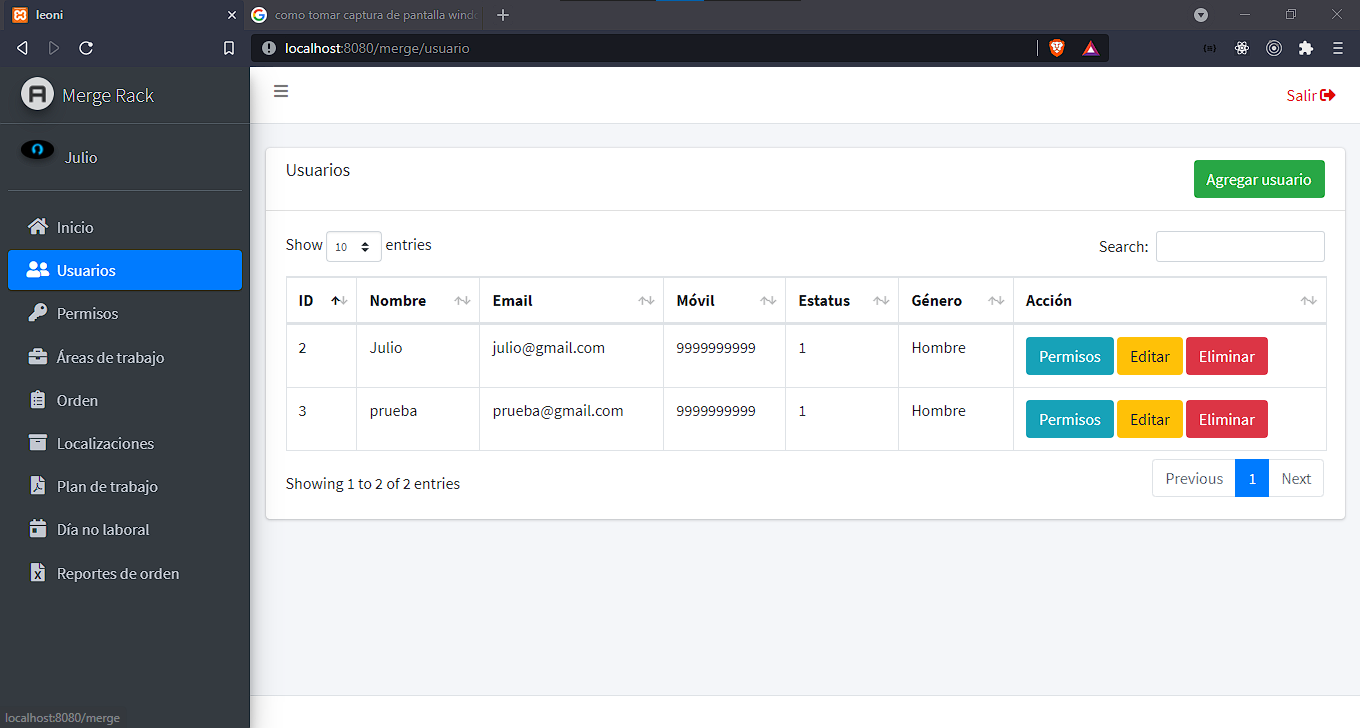 leoni
como tomar captura de pantalla wind
localhost:8080/merge/usuario
Merge Rack
Salir
Julio
Usuarios
Agregar usuario
Inicio
Usuarios
Permisos
Áreas de trabajo
Orden
Localizaciones
Plan de trabajo
Día no laboral
Reportes de orden
Show 10 entries
Search:
ID Nombre Email Móvil Estatus Género Acción
2 Julio julio@gmail.com 9999999999 1 Hombre Permisos Editar Eliminar
3 prueba prueba@gmail.com 9999999999 1 Hombre Permisos Editar Eliminar
Showing 1 to 2 of 2 entries
Previous 1 Next
localhost:8080/merge